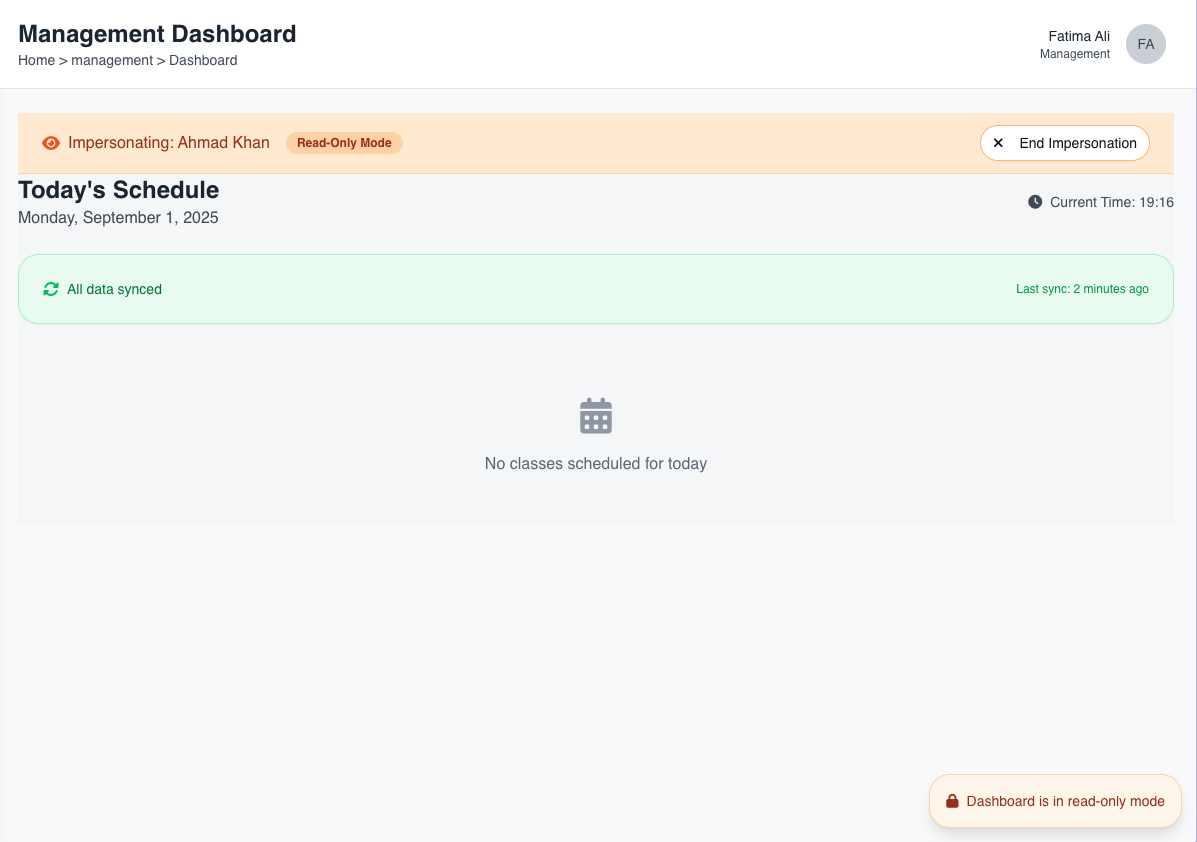 Management Dashboard
Home > management > Dashboard
Fatima Ali
Management
FA
Impersonating: Ahmad Khan
Read-Only Mode
End Impersonation
Today's Schedule
Monday, September 1, 2025
Current Time: 19:16
All data synced
Last sync: 2 minutes ago
No classes scheduled for today
Dashboard is in read-only mode